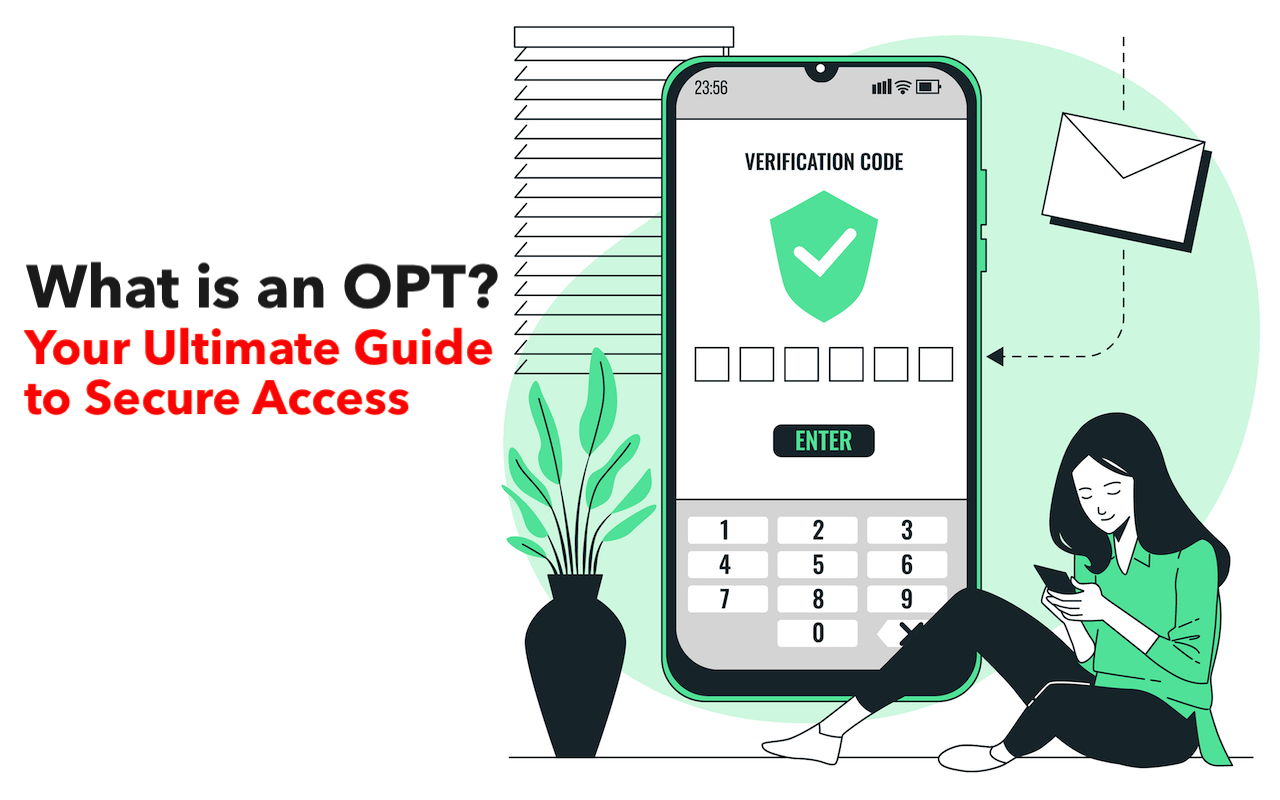 What is an OPT?
Your Ultimate Guide
to Secure Access
23:56
VERIFICATION CODE
ENTER
1 2 3
4 5 6
7 8 9
0